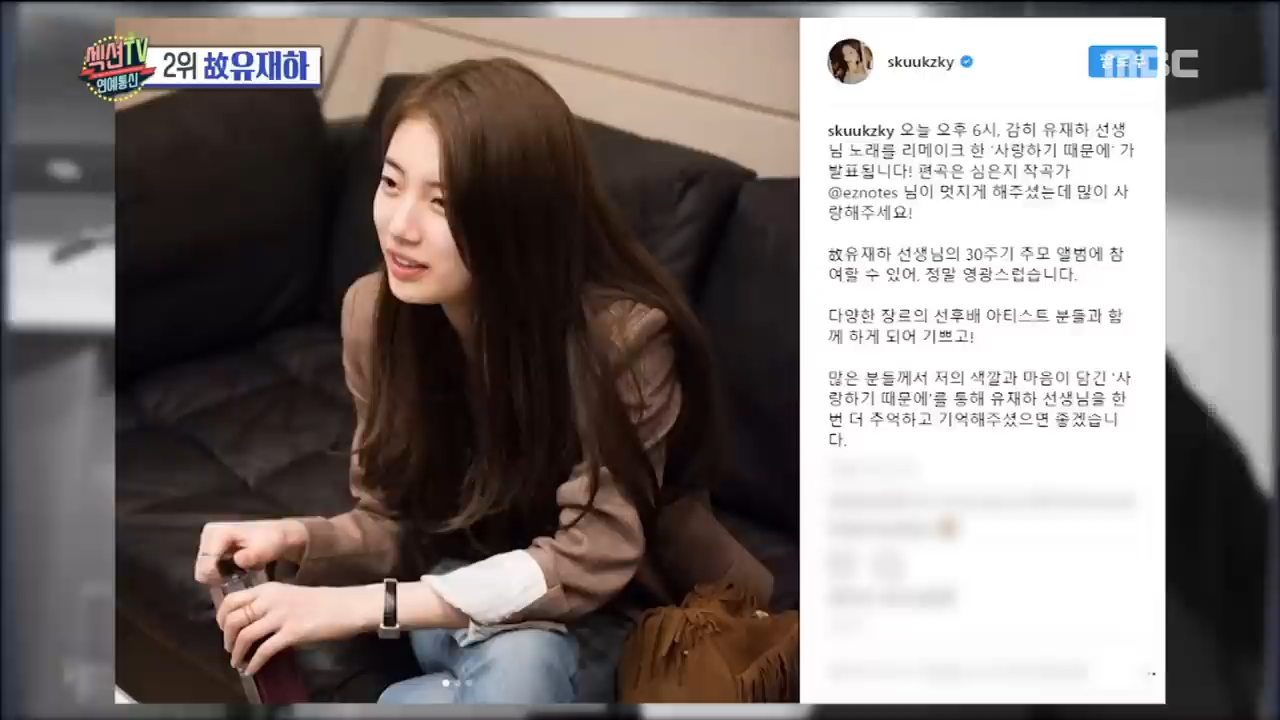 섹션TV
연예통신
2위 故유재하
skuukzky
MBC
skuukzky 오늘 오후 6시, 감히 유재하 선생
님 노래를 리메이크 한 '사랑하기 때문에' 가
발표됩니다! 편곡은 심은지 작곡가
@eznotes 님이 멋지게 해주셨는데 많이 사
랑해주세요!
故유재하 선생님의 30주기 추모 앨범에 참
여할 수 있어, 정말 영광스럽습니다.
다양한 장르의 선후배 아티스트 분들과 함
께 하게 되어 기쁘고!
많은 분들께서 저의 색깔과 마음이 담긴 '사
랑하기 때문에'를 통해 유재하 선생님을 한
번 더 추억하고 기억해주셨으면 좋겠습니
다.